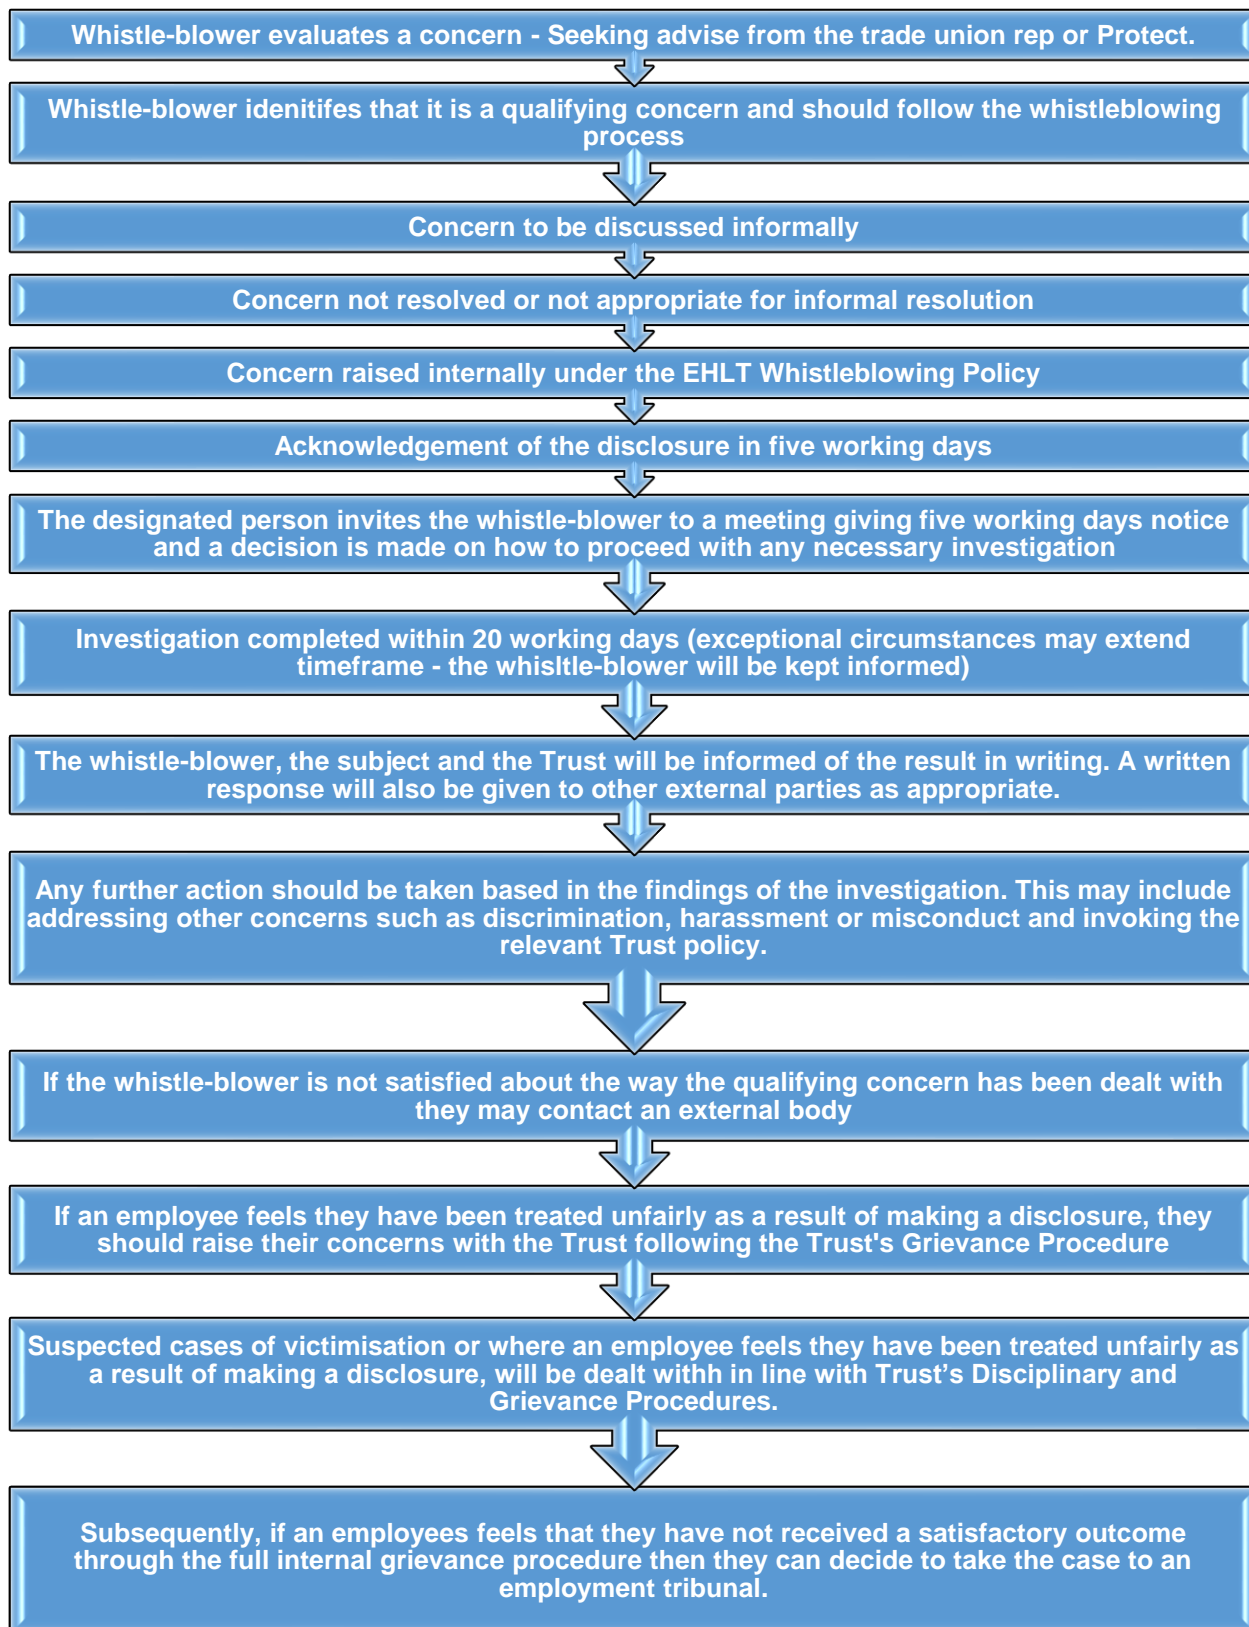 Whistle-blower evaluates a concern - Seeking advise from the trade union rep or Protect.
Whistle-blower idenitifes that it is a qualifying concern and should follow the whistleblowing
process
Concern to be discussed informally
Concern not resolved or not appropriate for informal resolution
Concern raised internally under the EHLT Whistleblowing Policy
Acknowledgement of the disclosure in five working days
The designated person invites the whistle-blower to a meeting giving five working days notice
and a decision is made on how to proceed with any necessary investigation
Investigation completed within 20 working days (exceptional circumstances may extend
timeframe - the whisltle-blower will be kept informed)
The whistle-blower, the subject and the Trust will be informed of the result in writing. A written
response will also be given to other external parties as appropriate.
Any further action should be taken based in the findings of the investigation. This may include
addressing other concerns such as discrimination, harassment or misconduct and invoking the
relevant Trust policy.
If the whistle-blower is not satisfied about the way the qualifying concern has been dealt with
they may contact an external body
If an employee feels they have been treated unfairly as a result of making a disclosure, they
should raise their concerns with the Trust following the Trust's Grievance Procedure
Suspected cases of victimisation or where an employee feels they have been treated unfairly as
a result of making a disclosure, will be dealt withh in line with Trust’s Disciplinary and
Grievance Procedures.
Subsequently, if an employees feels that they have not received a satisfactory outcome
through the full internal grievance procedure then they can decide to take the case to an
employment tribunal.